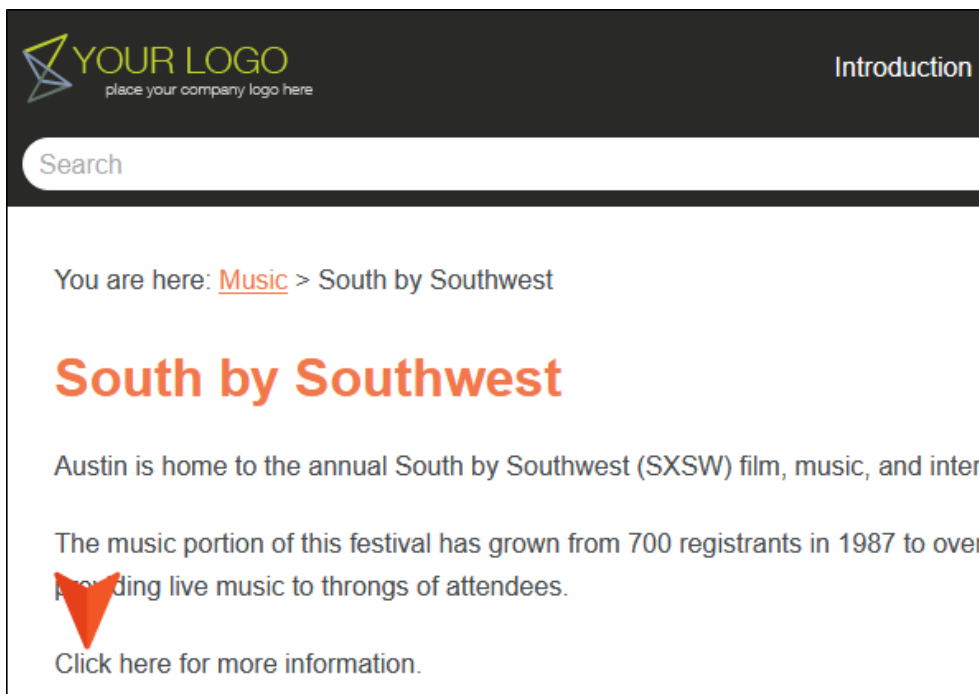 YOUR LOGO
place your company logo here
Introduction
Search
You are here: Music > South by Southwest
South by Southwest
Austin is home to the annual South by Southwest (SXSW) film, music, and inter
The music portion of this festival has grown from 700 registrants in 1987 to over
providing live music to throngs of attendees.
Click here for more information.